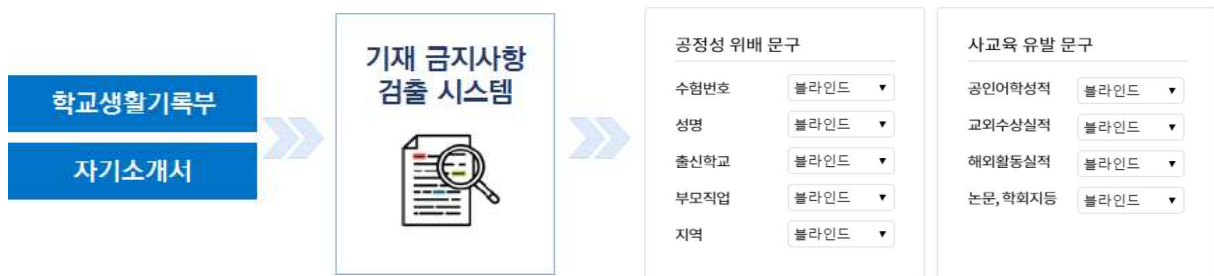 학교생활기록부
자기소개서
기재 금지사항
검출 시스템
공정성 위배 문구
수험번호 블라인드 ▼
성명 블라인드 ▼
출신학교 블라인드 ▼
부모직업 블라인드 ▼
지역 블라인드 ▼
사교육 유발 문구
공인어학성적 블라인드 ▼
교외수상실적 블라인드 ▼
해외활동실적 블라인드 ▼
논문,학회지등 블라인드 ▼